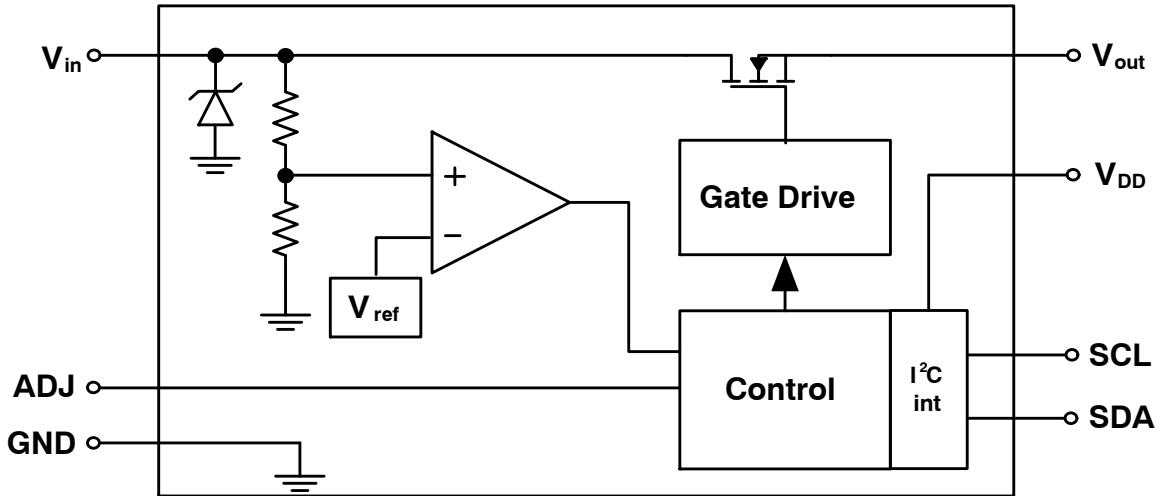 Vin
Vout
VDD
Gate Drive
+
−
Vref
ADJ
GND
Control
I²C
int
SCL
SDA